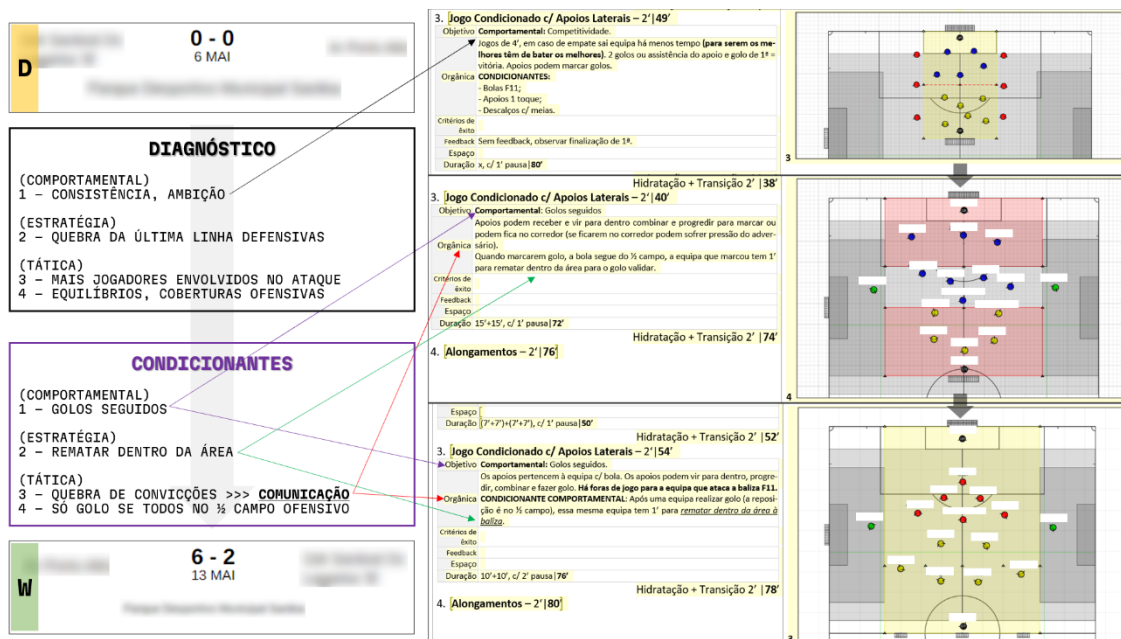 D
0 - 0
6 MAI
DIAGNÓSTICO
(COMPORTAMENTAL)
1 – CONSISTÊNCIA, AMBIÇÃO
(ESTRATÉGIA)
2 – QUEBRA DA ÚLTIMA LINHA DEFENSIVAS
(TÁTICA)
3 – MAIS JOGADORES ENVOLVIDOS NO ATAQUE
4 – EQUILÍBRIOS, COBERTURAS OFENSIVAS
CONDICIONANTES
(COMPORTAMENTAL)
1 – GOLOS SEGUIDOS
(ESTRATÉGIA)
2 – REMATAR DENTRO DA ÁREA
(TÁTICA)
3 – QUEBRA DE CONVICÇÕES >>> COMUNICAÇÃO
4 – SÓ GOLO SE TODOS NO ½ CAMPO OFENSIVO
W
6 - 2
13 MAI
3. Jogo Condicionado c/ Apoios Laterais – 2'|49'
Objetivo Comportamental: Competitividade.
Jogos de 4', em caso de empate sai equipa há menos tempo (para serem os me-
lhores têm de bater os melhores). 2 golos ou assistência do apoio e golo de 1ª =
vitória. Apoios podem marcar golos.
Orgânica CONDICIONANTES:
- Bolas F11;
- Apoios 1 toque;
- Descalços c/ meias.
Critérios de
êxito
Feedback Sem feedback, observar finalização de 1ª.
Espaço
Duração x, c/ 1' pausa|80'
3
Hidratação + Transição 2' |38'
3. Jogo Condicionado c/ Apoios Laterais – 2'|40'
Objetivo Comportamental: Golos seguidos
Apoios podem receber e vir para dentro combinar e progredir para marcar ou
podem fica no corredor (se ficarem no corredor podem sofrer pressão do adver-
sário).
Orgânica
Quando marcarem golo, a bola segue do ½ campo, a equipa que marcou tem 1'
para rematar dentro da área para o golo validar.
Critérios de
êxito
Feedback
Espaço
Duração 15'+15', c/ 1' pausa|72'
Hidratação + Transição 2' |74'
4. Alongamentos – 2'|76'
4
Espaço
Duração (7'+7')+(7'+7'), c/ 1' pausa|50'
Hidratação + Transição 2' |52'
3. Jogo Condicionado c/ Apoios Laterais – 2'|54'
Objetivo Comportamental: Golos seguidos.
Os apoios pertencem à equipa c/ bola. Os apoios podem vir para dentro, progre-
dir, combinar e fazer golo. Há foras de jogo para a equipa que ataca a baliza F11.
Orgânica CONDICIONANTE COMPORTAMENTAL: Após uma equipa realizar golo (a reposi-
ção é no ½ campo), essa mesma equipa tem 1' para rematar dentro da área à
baliza.
Critérios de
êxito
Feedback
Espaço
Duração 10'+10', c/ 2' pausa|76'
Hidratação + Transição 2' |78'
4. Alongamentos – 2'|80'